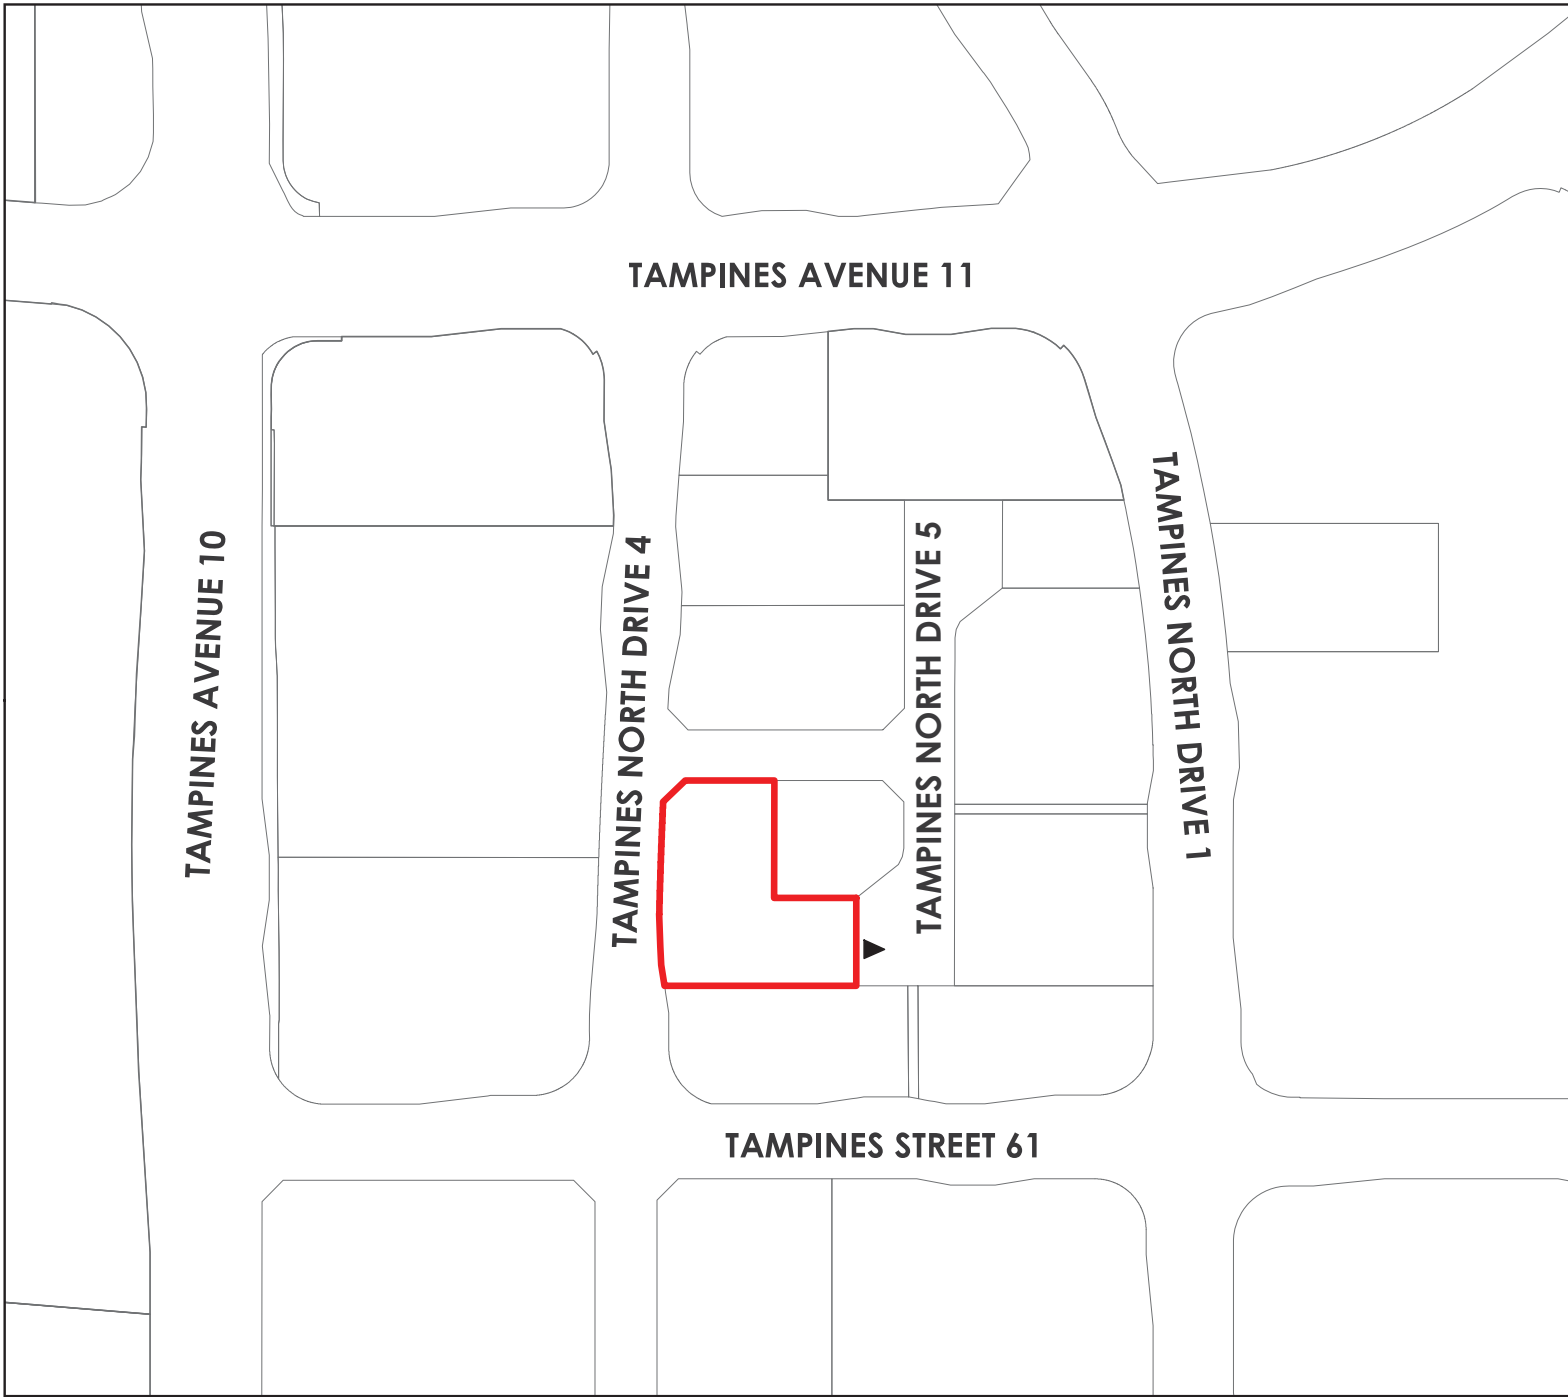 TAMPINES AVENUE 11
TAMPINES AVENUE 10
TAMPINES NORTH DRIVE 4
TAMPINES NORTH DRIVE 5
TAMPINES NORTH DRIVE 1
TAMPINES STREET 61